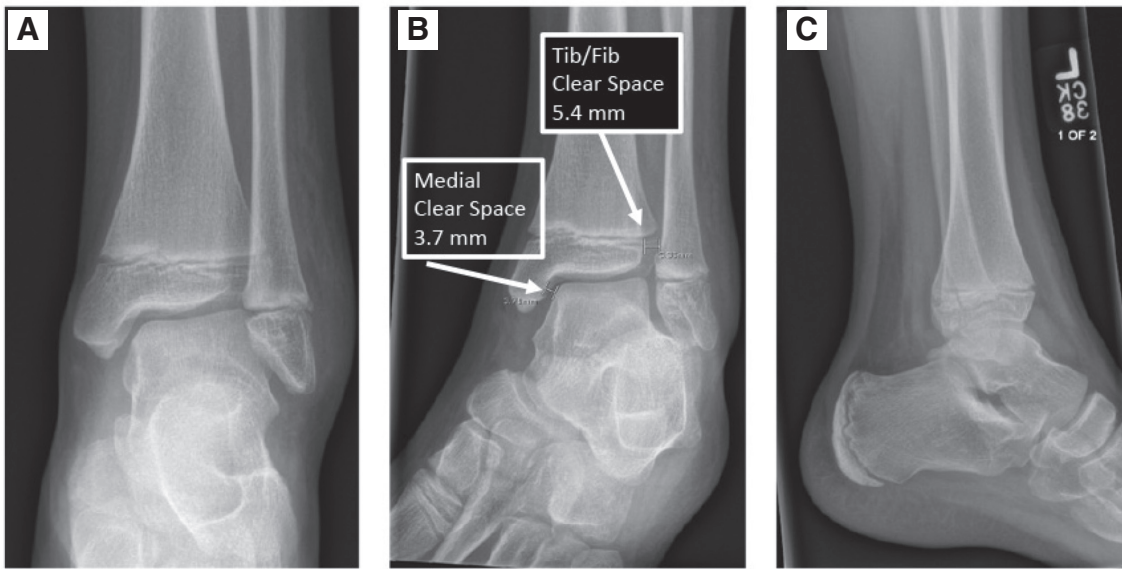 A
B
C
Tib/Fib
Clear Space
5.4 mm
Medial
Clear Space
3.7 mm
L
CK
38
1 OF 2